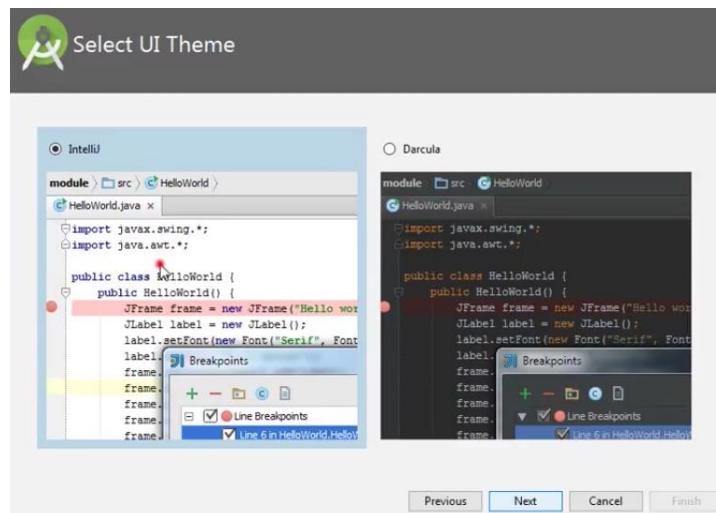 Select UI Theme
IntelliJ
module src HelloWorld
HelloWorld.java ×
import javax.swing.*;
import java.awt.*;
public class HelloWorld {
public HelloWorld() {
JFrame frame = new JFrame("Hello wor
JLabel label = new JLabel();
label.setFont(new Font("Serif", Font
label.
frame.
frame.
frame.
frame.
Breakpoints
Line Breakpoints
Line 6 in HelloWorld.HelloW
Darcula
module src HelloWorld
HelloWorld.java ×
import javax.swing.*;
import java.awt.*;
public class HelloWorld {
public HelloWorld() {
JFrame frame = new JFrame("Hello wor
JLabel label = new JLabel();
label.setFont(new Font("Serif", Font
label.
frame.
frame.
frame.
frame.
Breakpoints
Line Breakpoints
Line 6 in HelloWorld.HelloW
Previous Next Cancel Finish